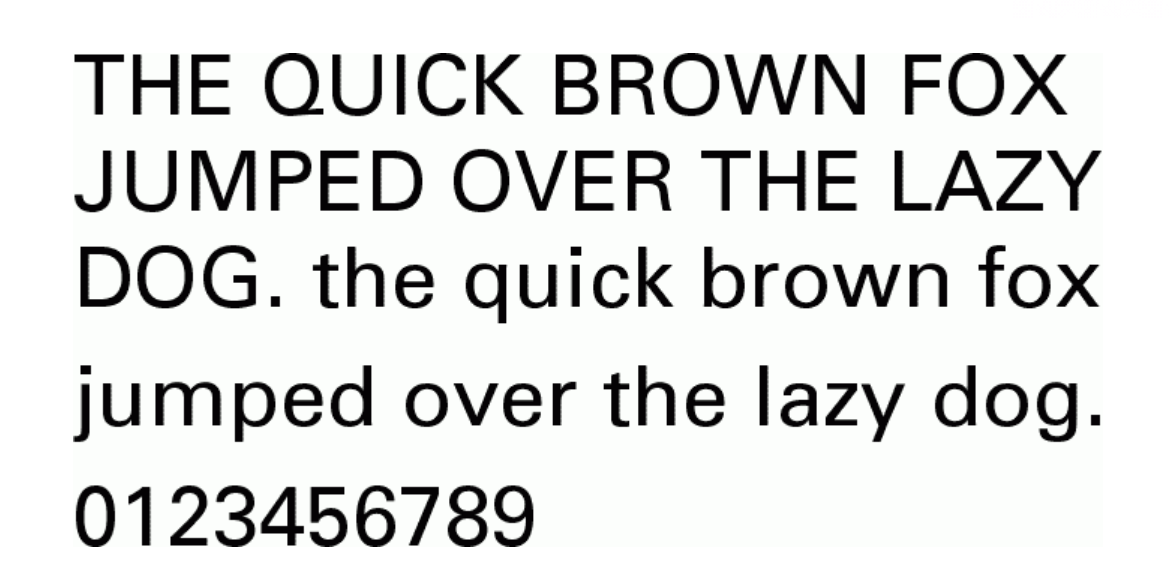 THE QUICK BROWN FOX
JUMPED OVER THE LAZY
DOG. the quick brown fox
jumped over the lazy dog.
0123456789